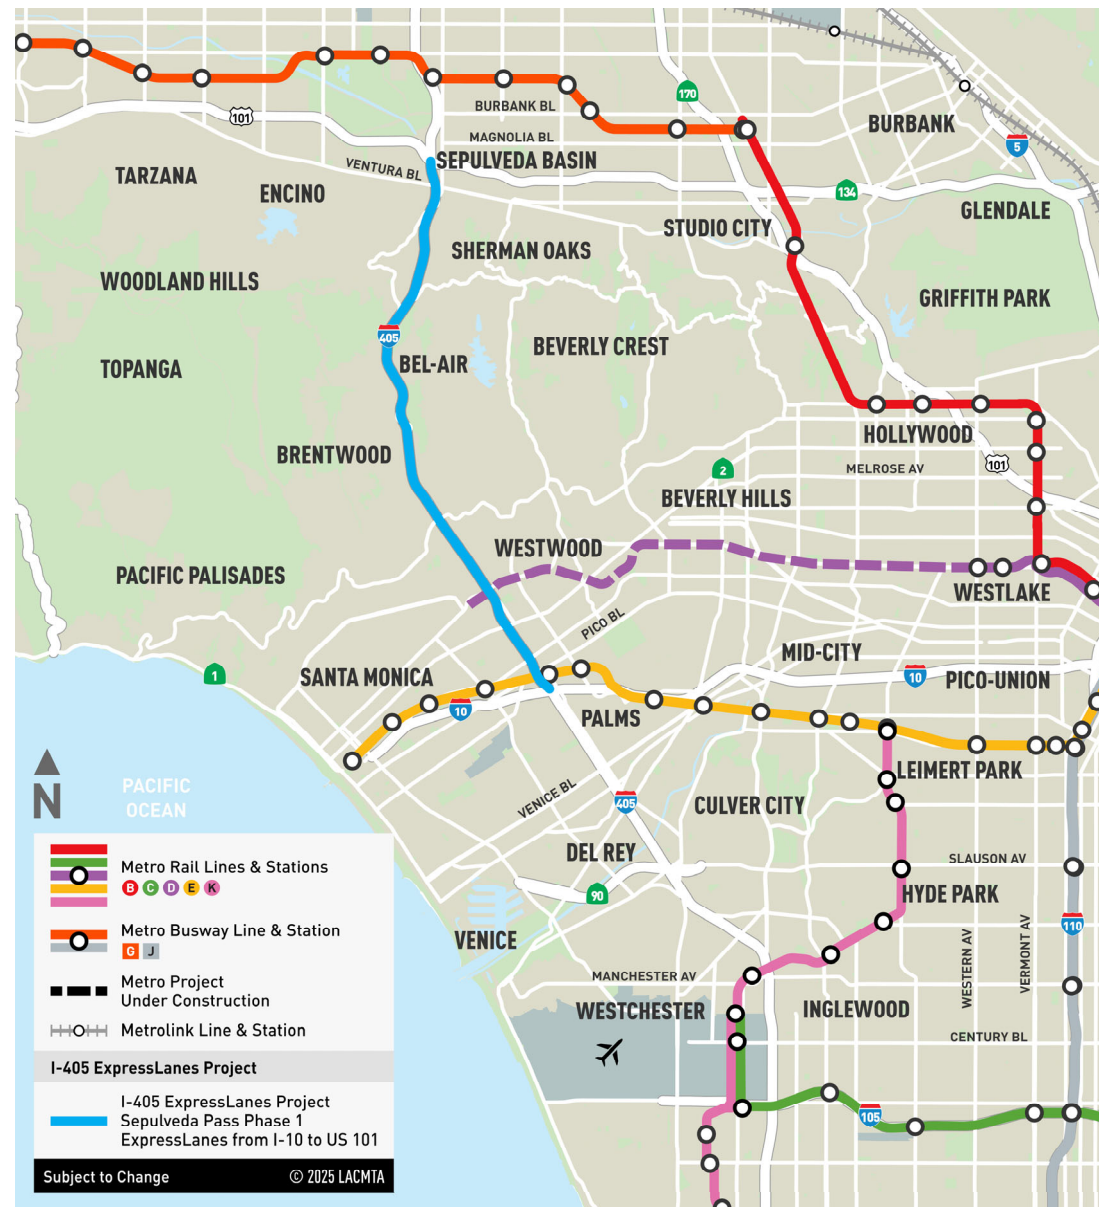 170
BURBANK BL
101
BURBANK
MAGNOLIA BL
5
SEPULVEDA BASIN
VENTURA BL
TARZANA
ENCINO
134
GLENDALE
STUDIO CITY
SHERMAN OAKS
WOODLAND HILLS
GRIFFITH PARK
405
BEVERLY CREST
BEL-AIR
TOPANGA
HOLLYWOOD
BRENTWOOD
101
MELROSE AV
2
BEVERLY HILLS
WESTWOOD
PACIFIC PALISADES
WESTLAKE
PICO BL
MID-CITY
1
SANTA MONICA
10
PICO-UNION
10
PALMS
LEIMERT PARK
N
PACIFIC
OCEAN
VENICE BL
405
CULVER CITY
DEL REY
SLAUSON AV
90
HYDE PARK
110
VENICE
WESTERN AV
VERMONT AV
MANCHESTER AV
WESTCHESTER
INGLEWOOD
CENTURY BL
105
Metro Rail Lines & Stations
B C D E K
Metro Busway Line & Station
G J
Metro Project
Under Construction
Metrolink Line & Station
I-405 ExpressLanes Project
I-405 ExpressLanes Project
Sepulveda Pass Phase 1
ExpressLanes from I-10 to US 101
Subject to Change
© 2025 LACMTA